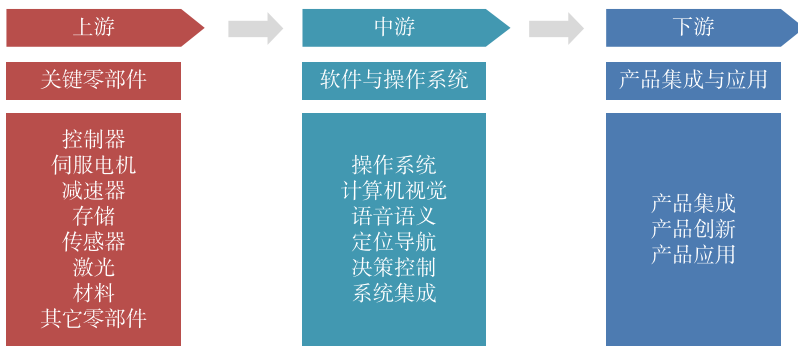 上游
中游
下游
关键零部件
软件与操作系统
产品集成与应用
控制器
伺服电机
减速器
存储
传感器
激光
材料
其它零部件
操作系统
计算机视觉
语音语义
定位导航
决策控制
系统集成
产品集成
产品创新
产品应用